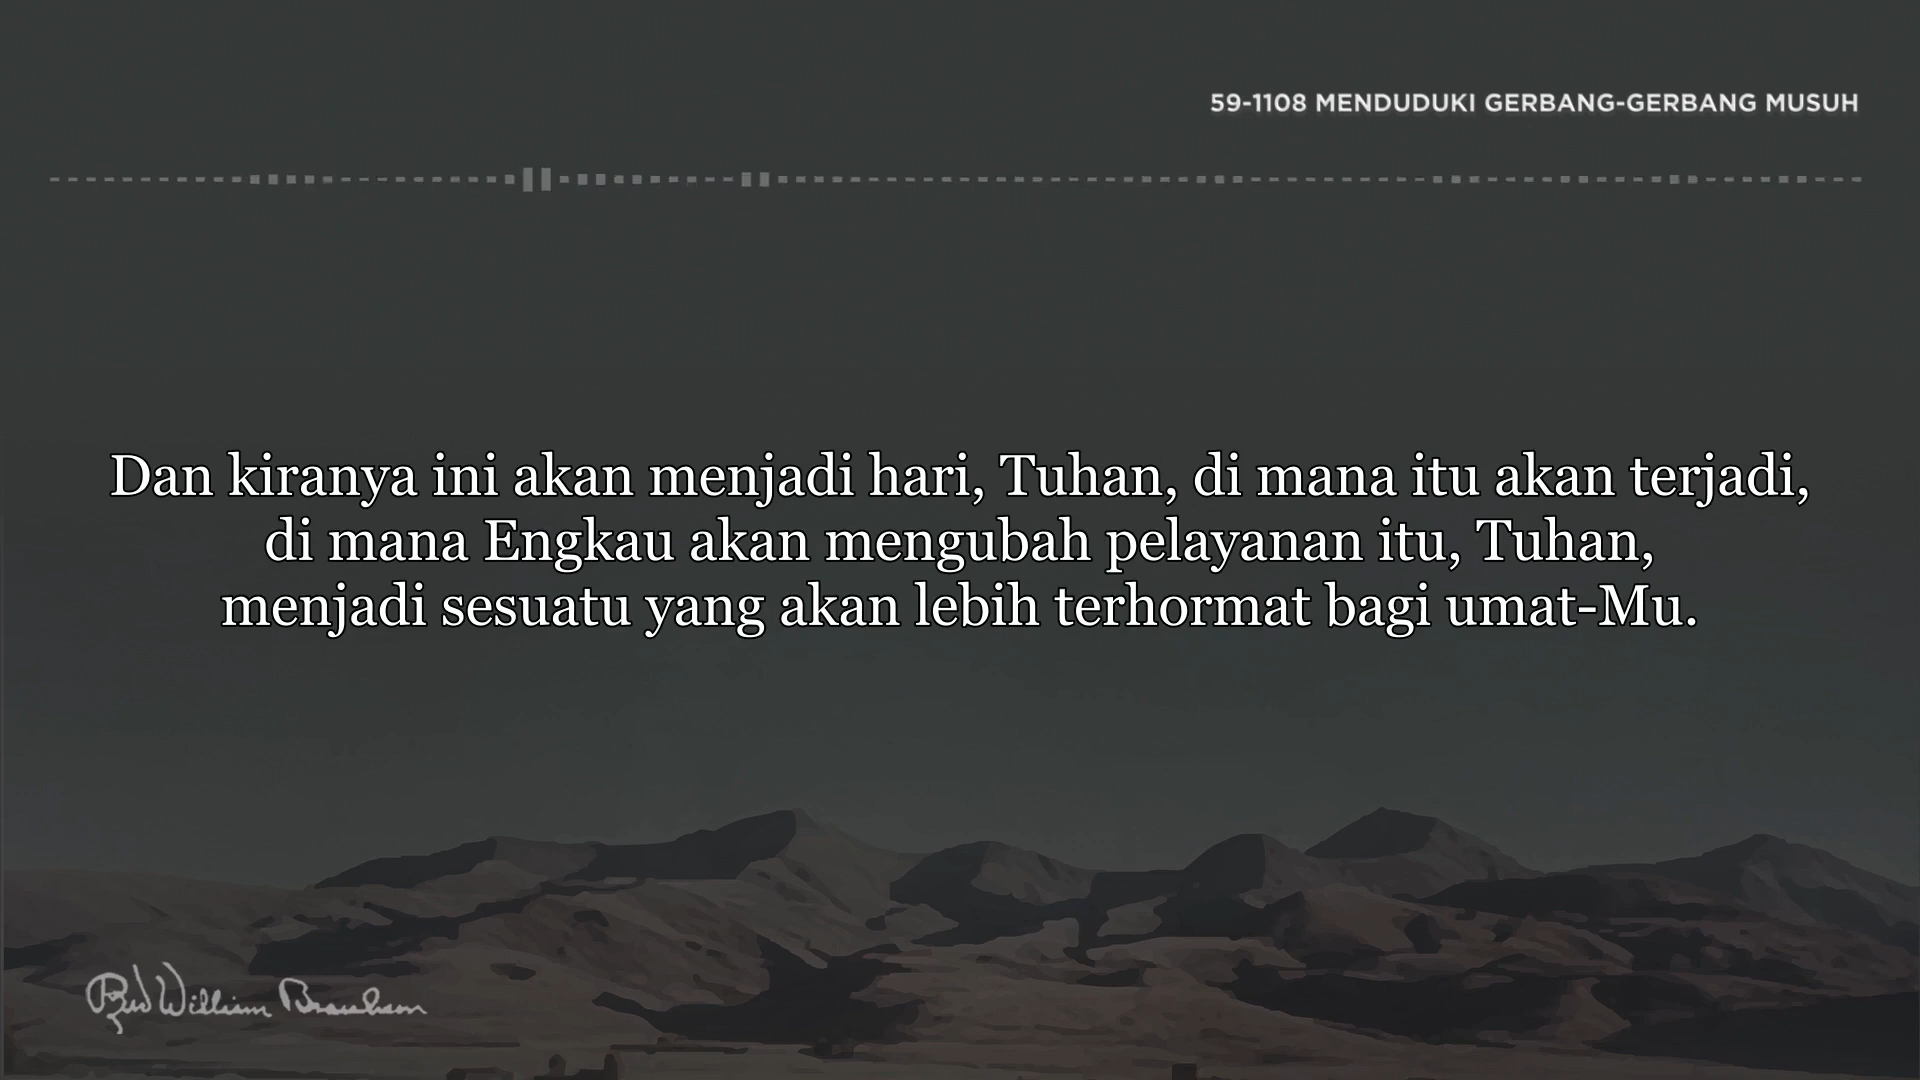 59-1108 MENDUDUKI GERBANG-GERBANG MUSUH
Dan kiranya ini akan menjadi hari, Tuhan, di mana itu akan terjadi,
di mana Engkau akan mengubah pelayanan itu, Tuhan,
menjadi sesuatu yang akan lebih terhormat bagi umat-Mu.
Rev William Branham